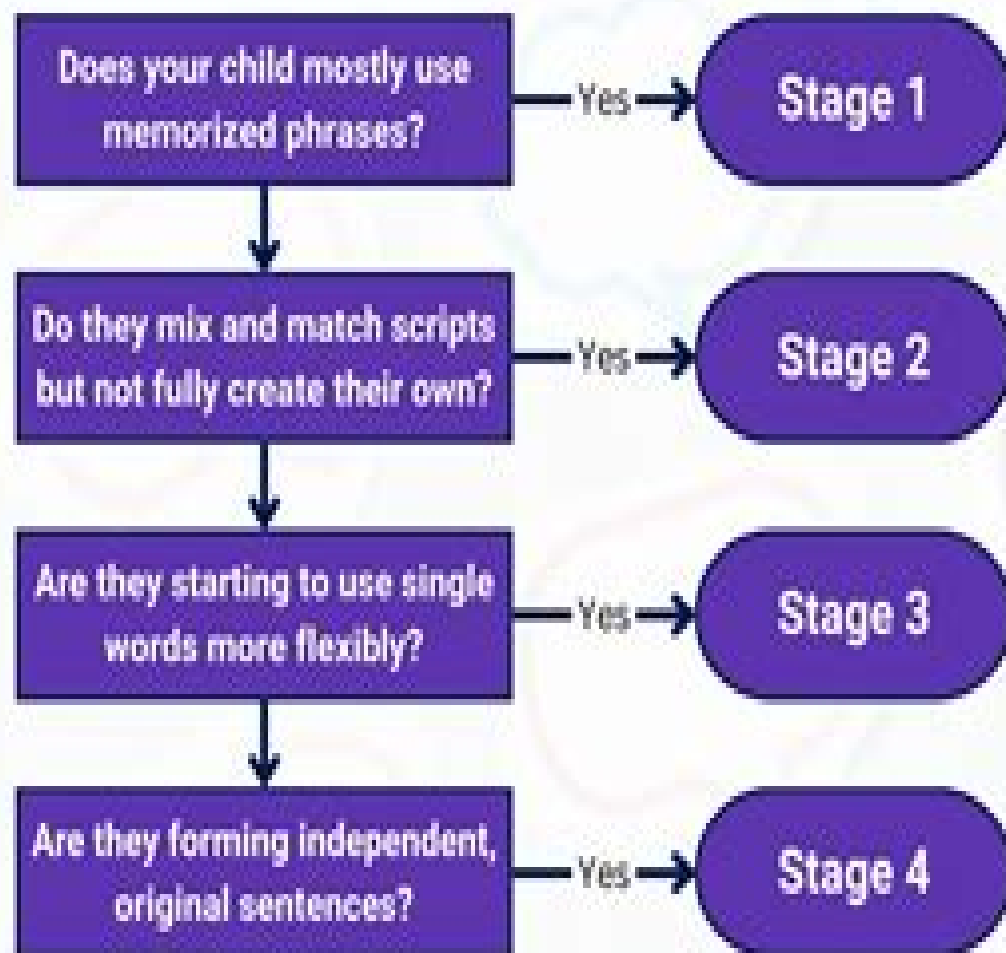 Does your child mostly use
memorized phrases?
Yes
Stage 1
Do they mix and match scripts
but not fully create their own?
Yes
Stage 2
Are they starting to use single
words more flexibly?
Yes
Stage 3
Are they forming independent,
original sentences?
Yes
Stage 4